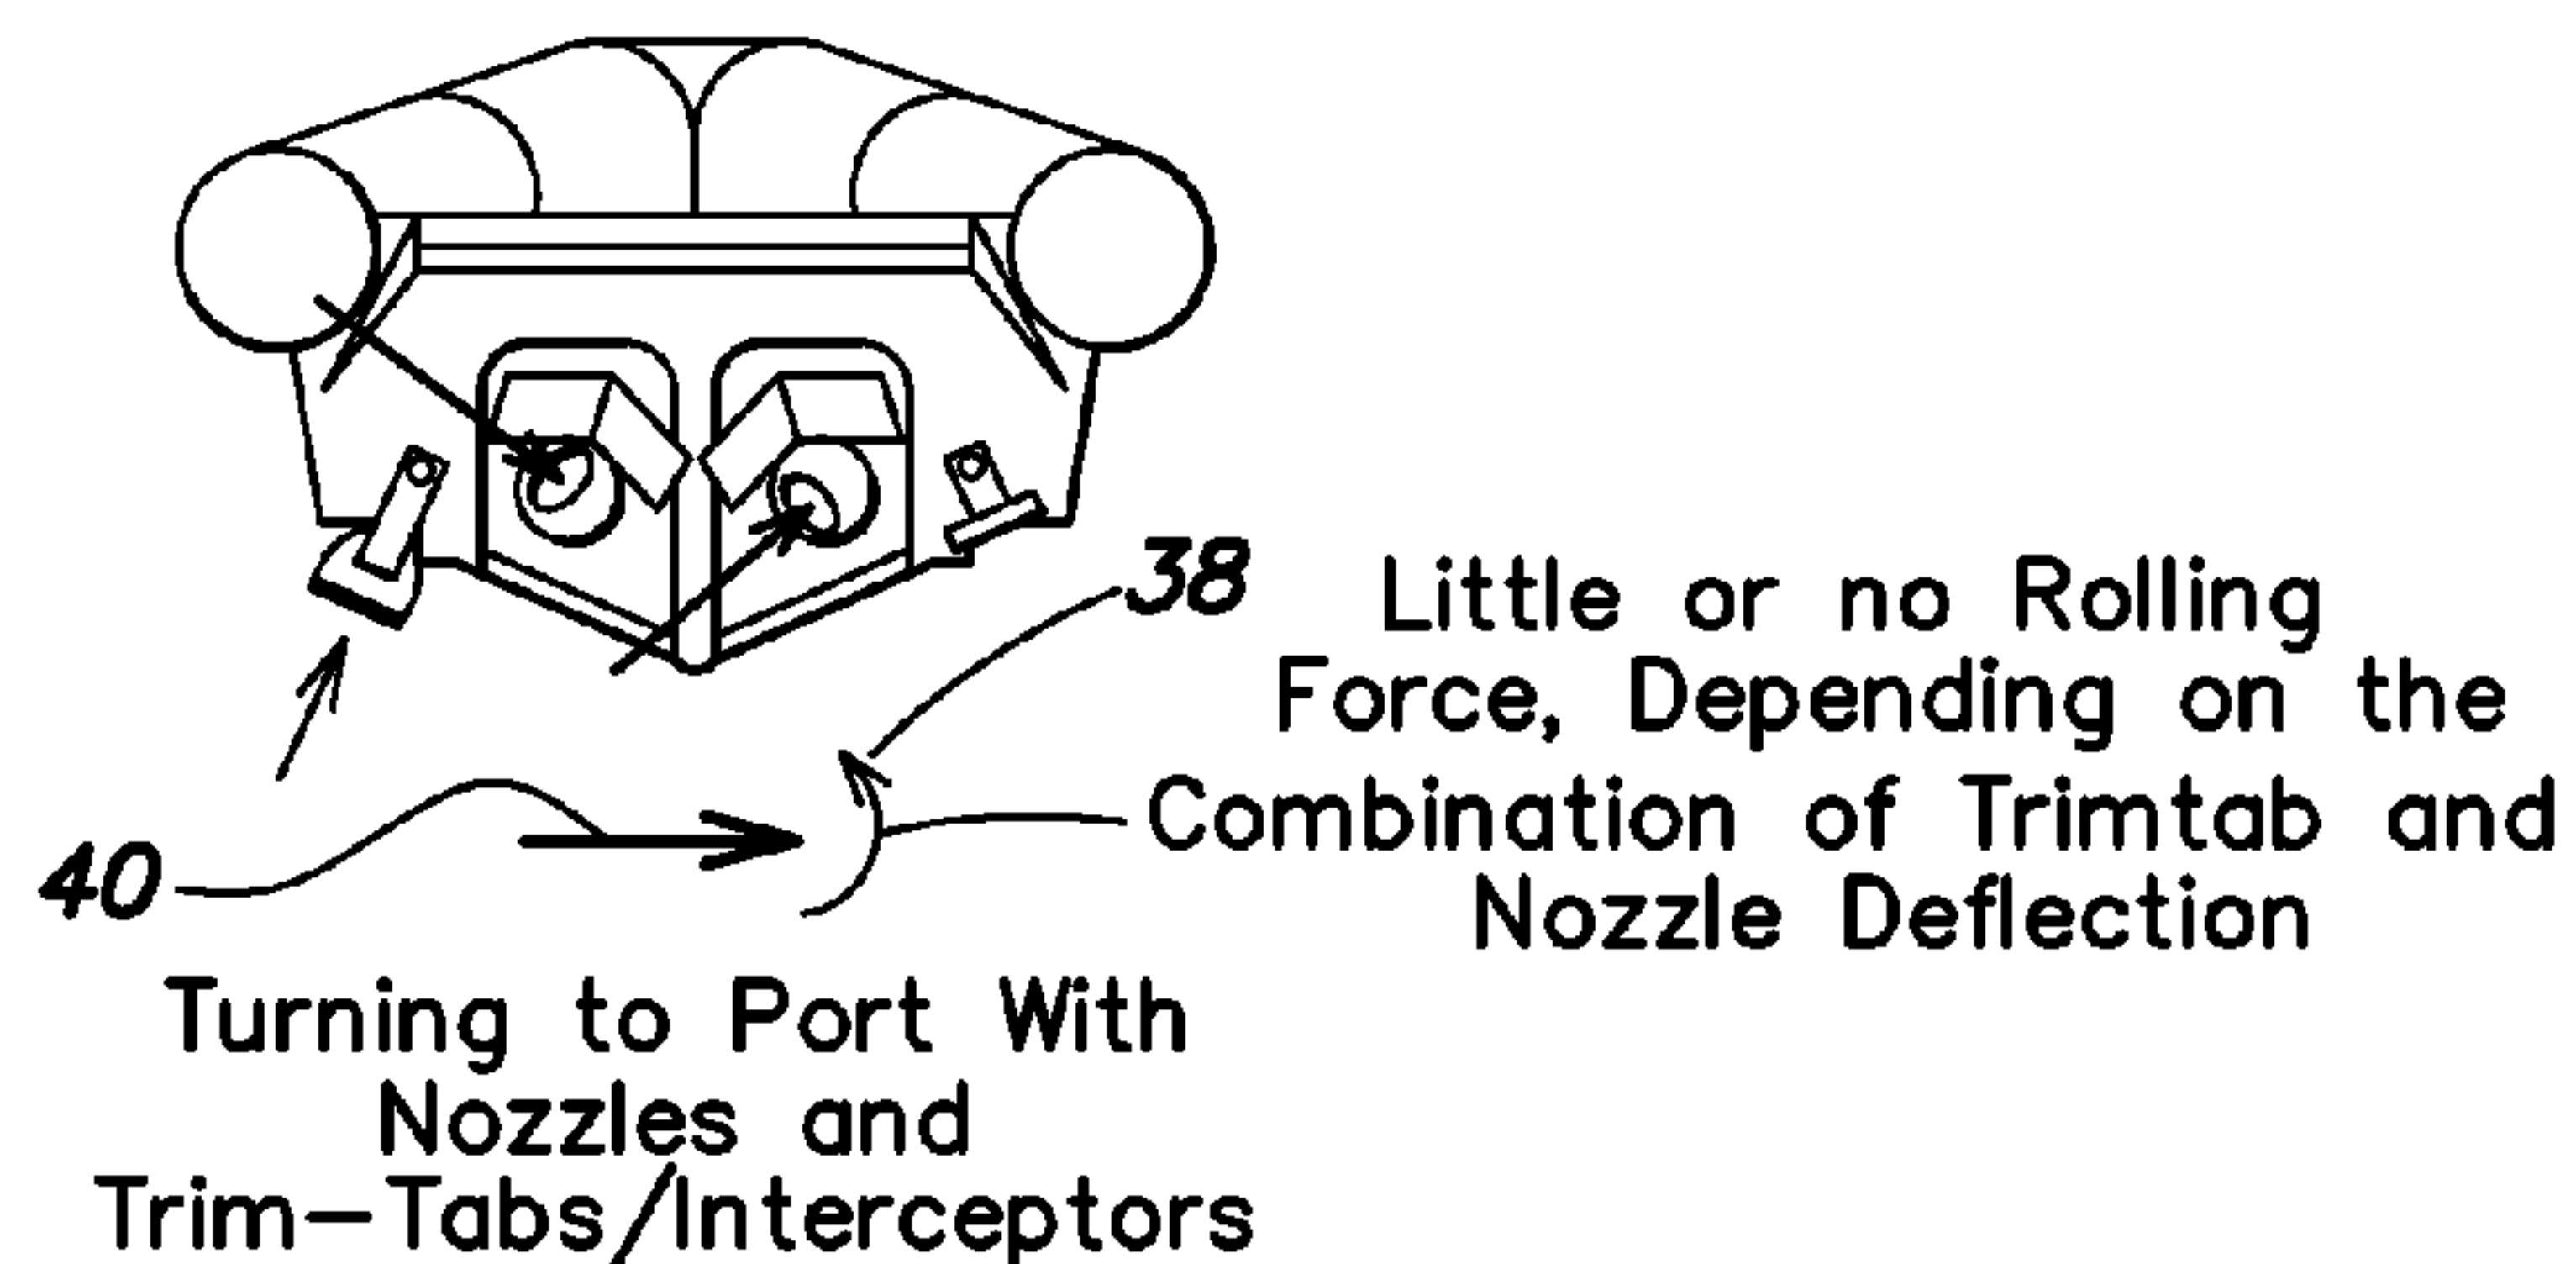 38
Little or no Rolling
Force, Depending on the
Combination of Trimtab and
Nozzle Deflection
40
Turning to Port With
Nozzles and
Trim-Tabs/Interceptors